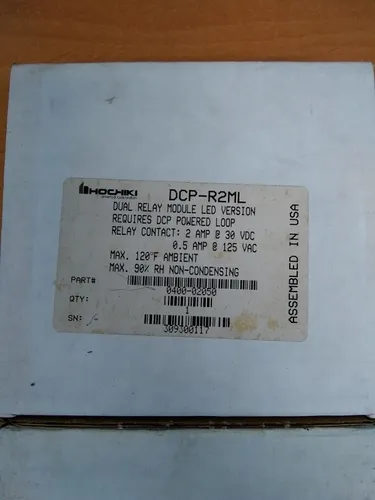 HOCHIKI
DCP-R2ML
DUAL RELAY MODULE LED VERSION
REQUIRES DCP POWERED LOOP
RELAY CONTACT: 2 AMP @ 30 VDC
0.5 AMP @ 125 VAC
MAX. 120°F AMBIENT
MAX. 90% RH NON-CONDENSING
PART#
0400-02050
QTY:
1
SN:
309300117
ASSEMBLED IN USA